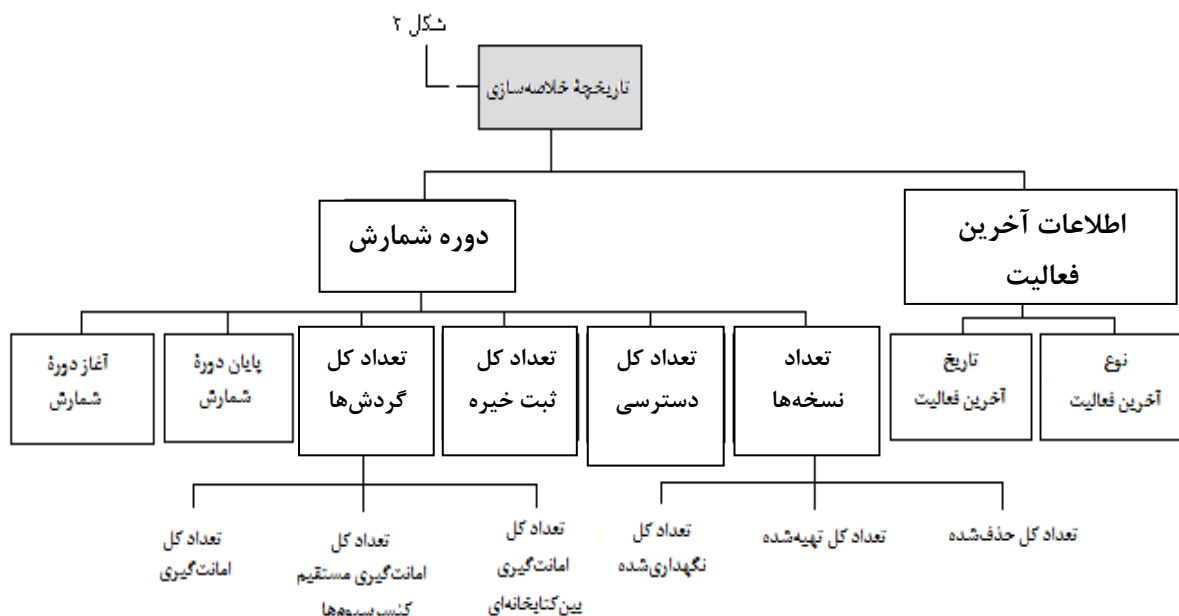 شکل ۲
تاریخچهٔ خلاصه‌سازی
اطلاعات آخرین
فعالیت
دوره شمارش
نوع
آخرین فعالیت
تاریخ
آخرین فعالیت
تعداد
نسخه‌ها
تعداد کل
دسترسی
تعداد کل
ثبت خیره
تعداد کل
گردش‌ها
پایان دورهٔ
شمارش
آغاز دورهٔ
شمارش
تعداد کل حذف‌شده
تعداد کل تهیه‌شده
تعداد کل
نگهداری‌شده
تعداد کل
امانت‌گیری
بین‌کتابخانه‌ای
تعداد کل
امانت‌گیری مستقیم
کنسرسیوم‌ها
تعداد کل
امانت‌گیری